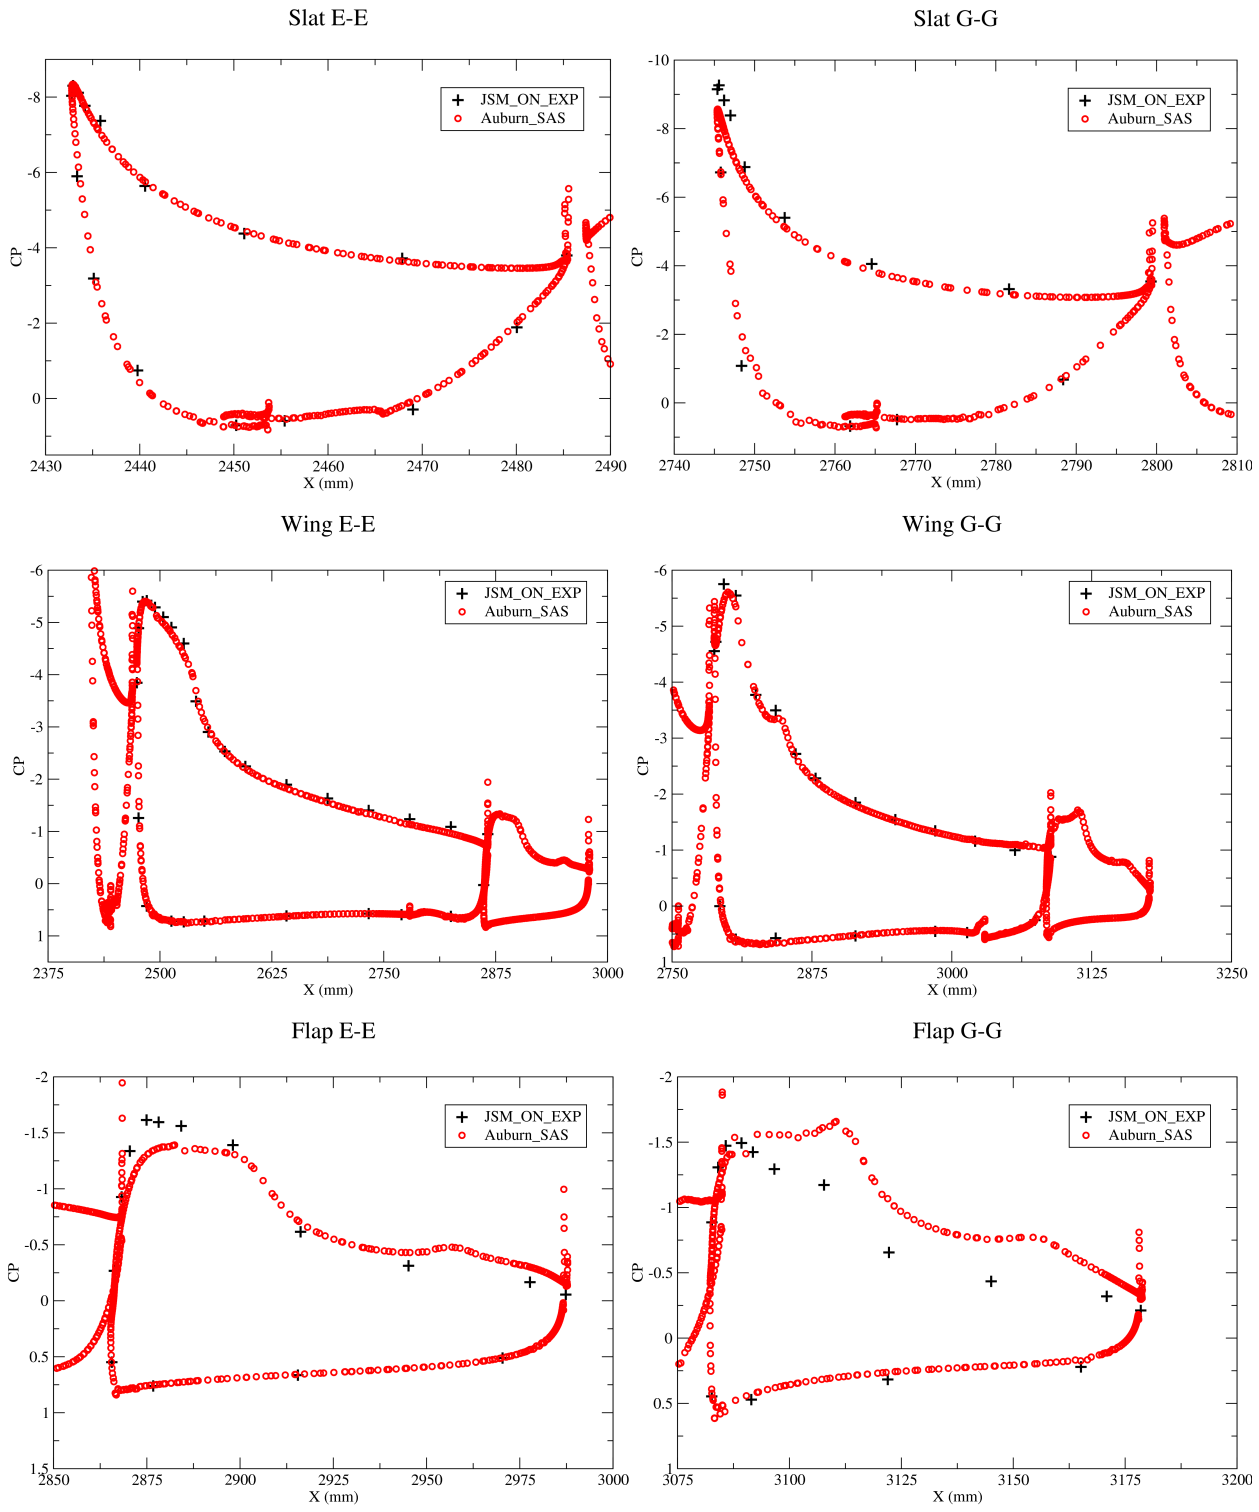 Slat E-E
JSM_ON_EXP
Auburn_SAS
-8
-6
-4
-2
0
CP
2430 2440 2450 2460 2470 2480 2490
X (mm)
Slat G-G
JSM_ON_EXP
Auburn_SAS
-10
-8
-6
-4
-2
0
CP
2740 2750 2760 2770 2780 2790 2800 2810
X (mm)
Wing E-E
JSM_ON_EXP
Auburn_SAS
-6
-5
-4
-3
-2
-1
0
1
CP
2375 2500 2625 2750 2875 3000
X (mm)
Wing G-G
JSM_ON_EXP
Auburn_SAS
-6
-5
-4
-3
-2
-1
0
1
CP
2750 2875 3000 3125 3250
X (mm)
Flap E-E
JSM_ON_EXP
Auburn_SAS
-2
-1.5
-1
-0.5
0
0.5
1
1.5
CP
2850 2875 2900 2925 2950 2975 3000
X (mm)
Flap G-G
JSM_ON_EXP
Auburn_SAS
-2
-1.5
-1
-0.5
0
0.5
CP
3075 3100 3125 3150 3175 3200
X (mm)